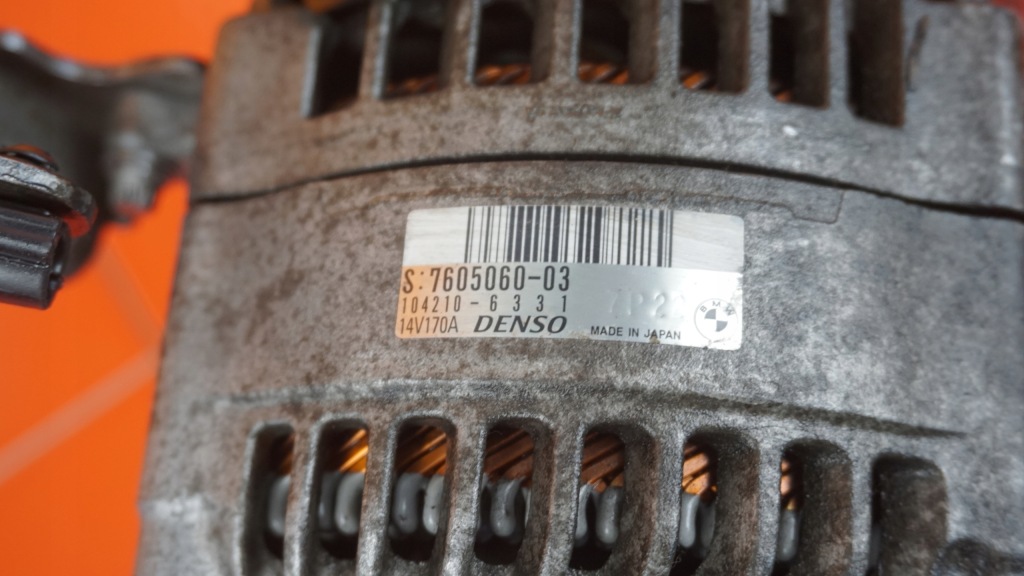 S:7605060-03
104210-6331
14V170A DENSO MADE IN JAPAN
BMW